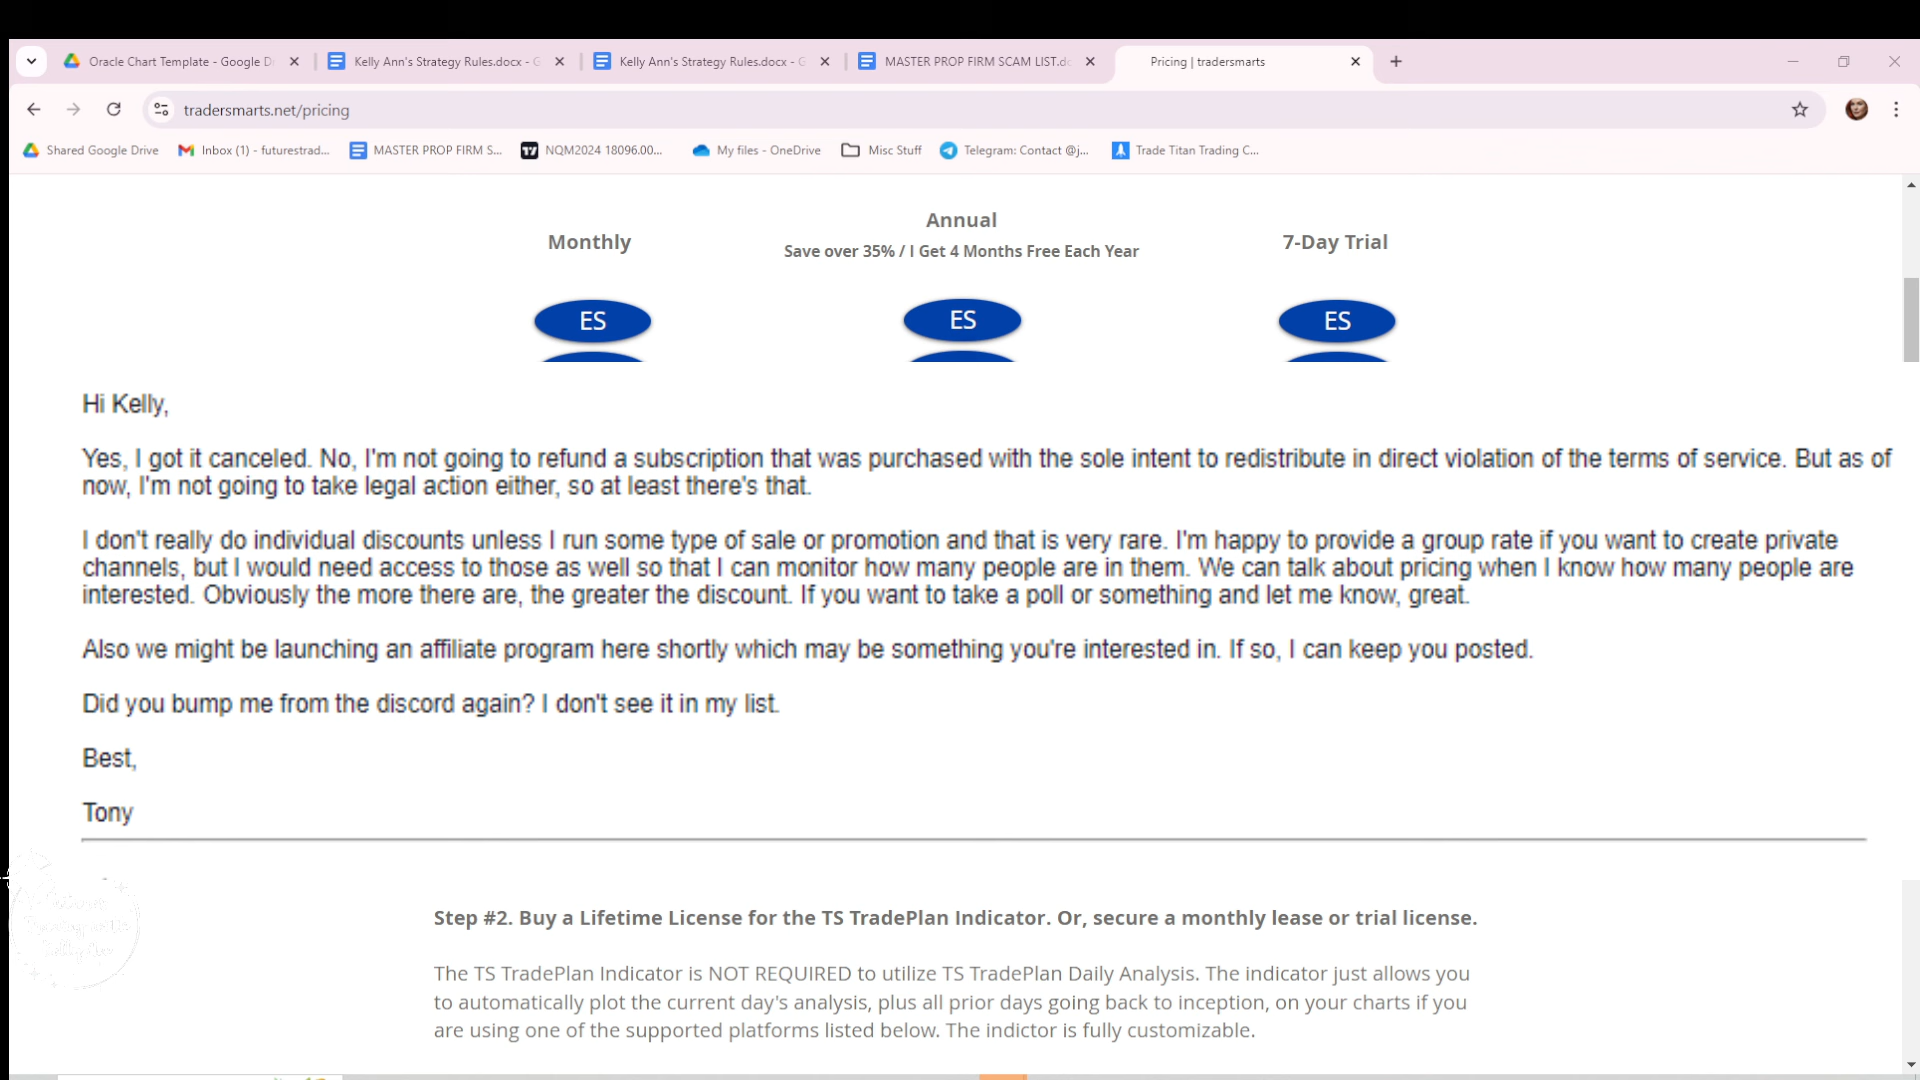 Oracle Chart Template - Google D
Kelly Ann's Strategy Rules.docx - G
Kelly Ann's Strategy Rules.docx - G
MASTER PROP FIRM SCAM LIST.dc
Pricing | tradersmarts
tradersmarts.net/pricing
Shared Google Drive
Inbox (1) - futurestrad...
MASTER PROP FIRM S...
NQM2024 18096.00...
My files - OneDrive
Misc Stuff
Telegram: Contact @j...
Trade Titan Trading C...
Monthly
Annual
Save over 35% / I Get 4 Months Free Each Year
7-Day Trial
ES
ES
ES
Hi Kelly,
Yes, I got it canceled. No, I'm not going to refund a subscription that was purchased with the sole intent to redistribute in direct violation of the terms of service. But as of
now, I'm not going to take legal action either, so at least there's that.
I don't really do individual discounts unless I run some type of sale or promotion and that is very rare. I'm happy to provide a group rate if you want to create private
channels, but I would need access to those as well so that I can monitor how many people are in them. We can talk about pricing when I know how many people are
interested. Obviously the more there are, the greater the discount. If you want to take a poll or something and let me know, great.
Also we might be launching an affiliate program here shortly which may be something you're interested in. If so, I can keep you posted.
Did you bump me from the discord again? I don't see it in my list.
Best,
Tony
Step #2. Buy a Lifetime License for the TS TradePlan Indicator. Or, secure a monthly lease or trial license.
The TS TradePlan Indicator is NOT REQUIRED to utilize TS TradePlan Daily Analysis. The indicator just allows you
to automatically plot the current day's analysis, plus all prior days going back to inception, on your charts if you
are using one of the supported platforms listed below. The indictor is fully customizable.